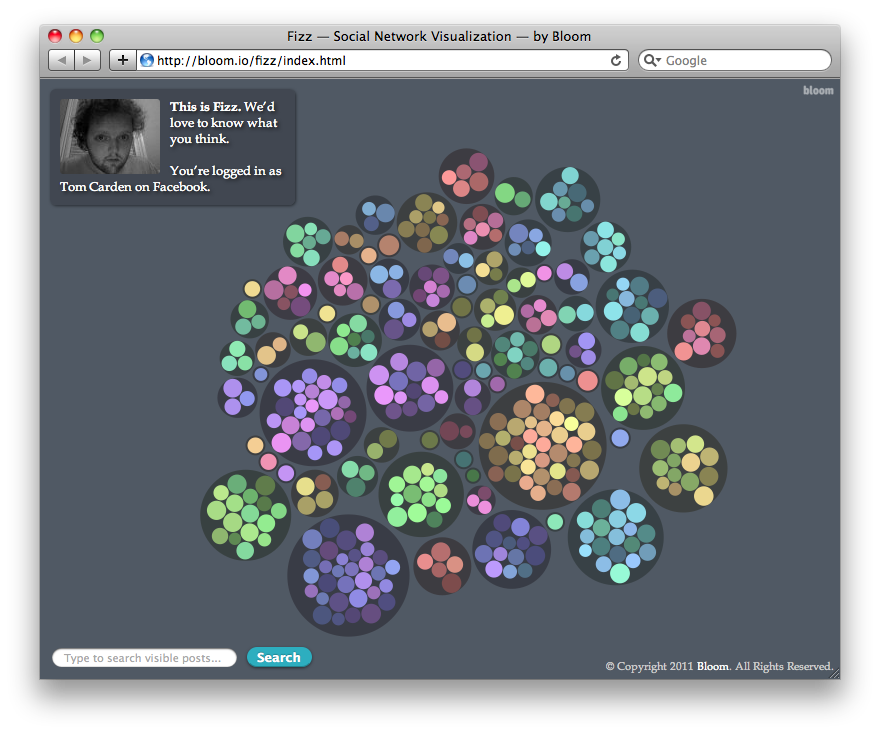 Fizz — Social Network Visualization — by Bloom
http://bloom.io/fizz/index.html
Google
bloom
This is Fizz. We’d
love to know what
you think.
You’re logged in as
Tom Carden on Facebook.
Type to search visible posts...
Search
© Copyright 2011 Bloom. All Rights Reserved.